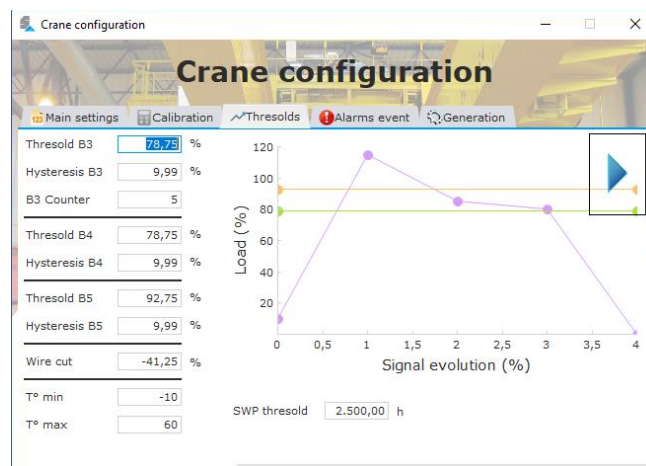 Crane configuration
Crane configuration
Main settings
Calibration
Thresolds
Alarms event
Generation
Thresold B3 78,75 %
Hysteresis B3 9,99 %
B3 Counter 5
Thresold B4 78,75 %
Hysteresis B4 9,99 %
Thresold B5 92,75 %
Hysteresis B5 9,99 %
Wire cut -41,25 %
T° min -10
T° max 60
Load (%)
120
100
80
60
40
20
0 0,5 1 1,5 2 2,5 3 3,5 4
Signal evolution (%)
SWP thresold 2.500,00 h